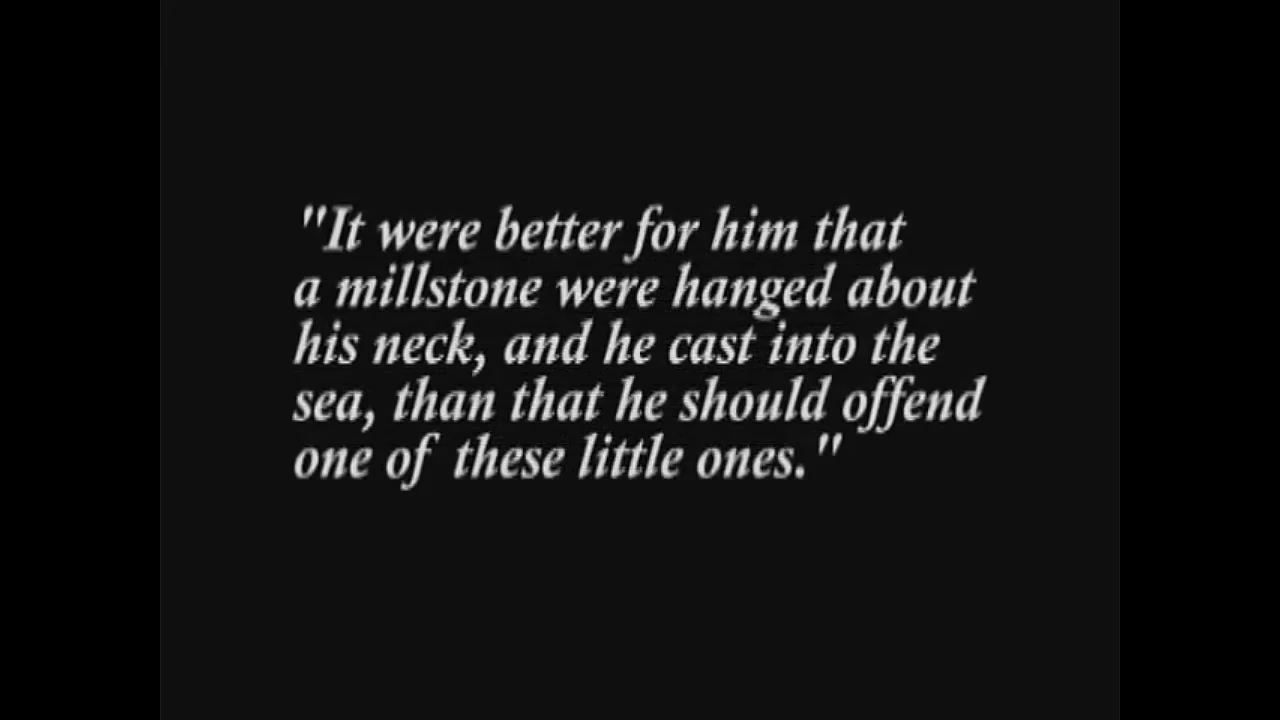 "It were better for him that
a millstone were hanged about
his neck, and he cast into the
sea, than that he should offend
one of these little ones."